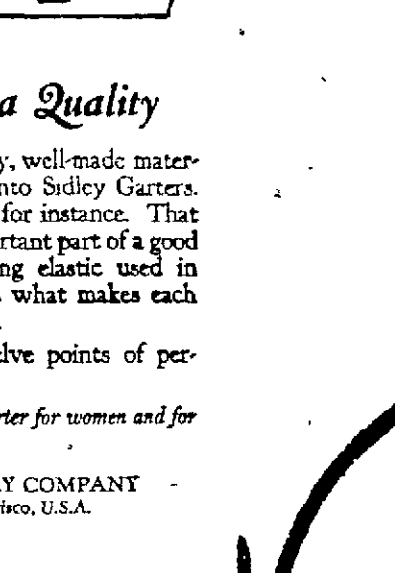 a Quality
, well-made mater-
nto Sidley Garters.
for instance. That
rtant part of a good
ng elastic used in
what makes each
lve points of per-
rter for women and for
Y COMPANY
isco, U.S.A.